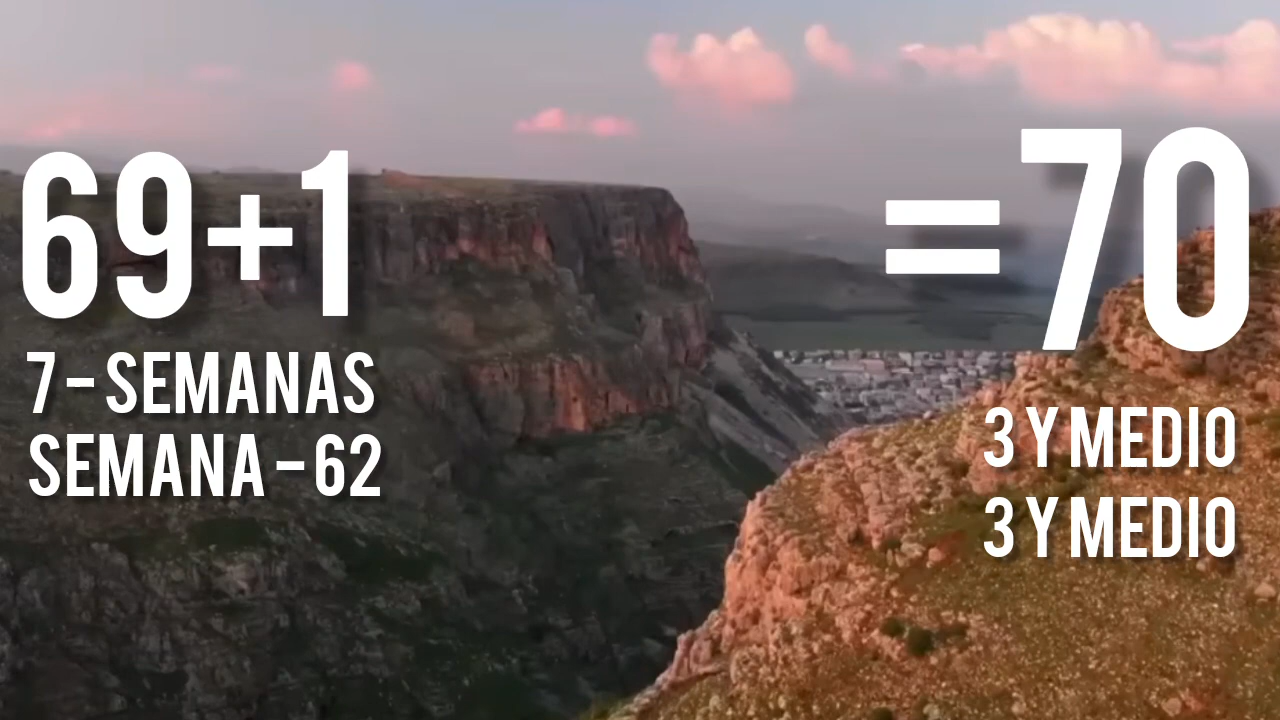 69+1
=70
7 - SEMANAS
SEMANA - 62
3 Y MEDIO
3 Y MEDIO